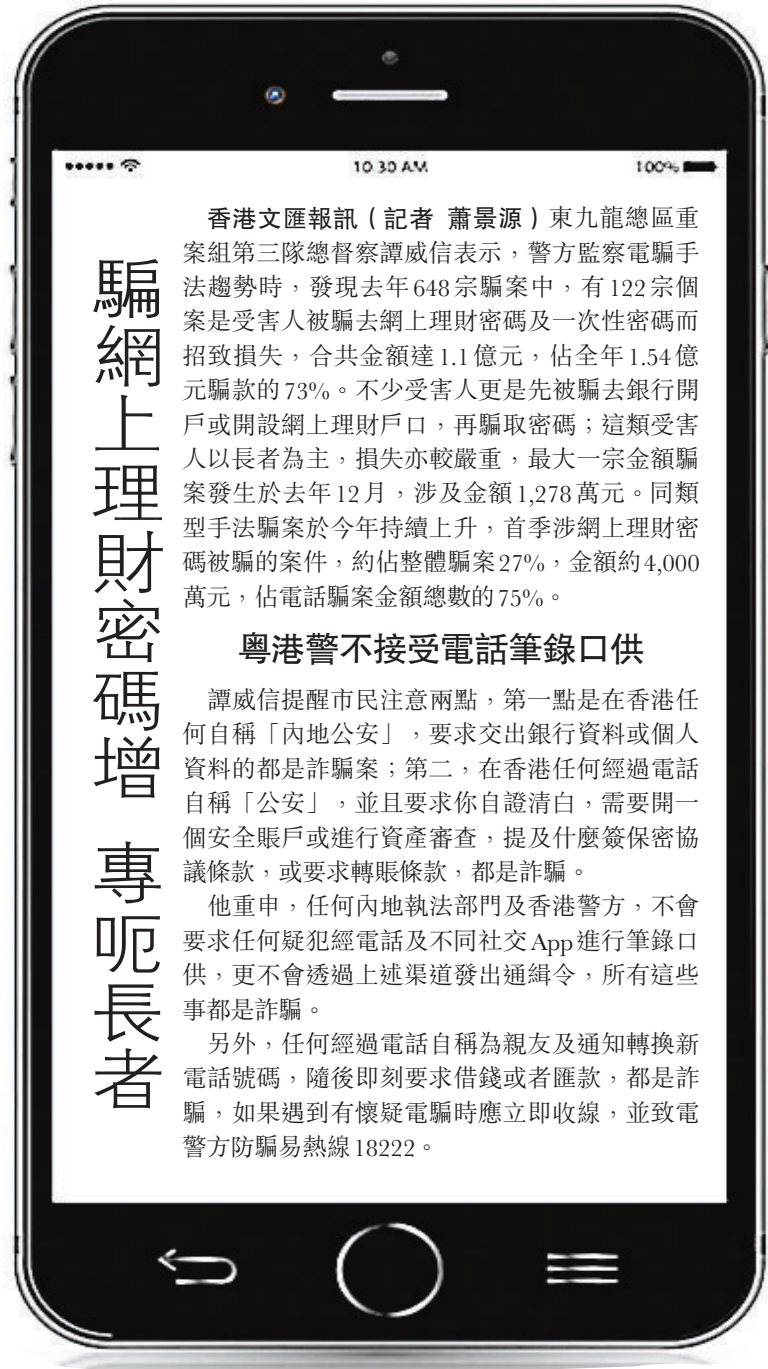 10:30 AM
100%
騙網上理財密碼增 專呃長者
香港文匯報訊（記者 蕭景源）東九龍總區重
案組第三隊總督察譚威信表示，警方監察電騙手
法趨勢時，發現去年648宗騙案中，有122宗個
案是受害人被騙去網上理財密碼及一次性密碼而
招致損失，合共金額達1.1億元，佔全年1.54億
元騙款的73%。不少受害人更是先被騙去銀行開
戶或開設網上理財戶口，再騙取密碼；這類受害
人以長者為主，損失亦較嚴重，最大一宗金額騙
案發生於去年12月，涉及金額1,278萬元。同類
型手法騙案於今年持續上升，首季涉網上理財密
碼被騙的案件，約佔整體騙案27%，金額約4,000
萬元，佔電話騙案金額總數的75%。
粵港警不接受電話筆錄口供
譚威信提醒市民注意兩點，第一點是在香港任
何自稱「內地公安」，要求交出銀行資料或個人
資料的都是詐騙案；第二，在香港任何經過電話
自稱「公安」，並且要求你自證清白，需要開一
個安全賬戶或進行資產審查，提及什麼簽保密協
議條款，或要求轉賬條款，都是詐騙。
他重申，任何內地執法部門及香港警方，不會
要求任何疑犯經電話及不同社交App進行筆錄口
供，更不會透過上述渠道發出通緝令，所有這些
事都是詐騙。
另外，任何經過電話自稱為親友及通知轉換新
電話號碼，隨後即刻要求借錢或者匯款，都是詐
騙，如果遇到有懷疑電騙時應立即收線，並致電
警方防騙易熱線18222。